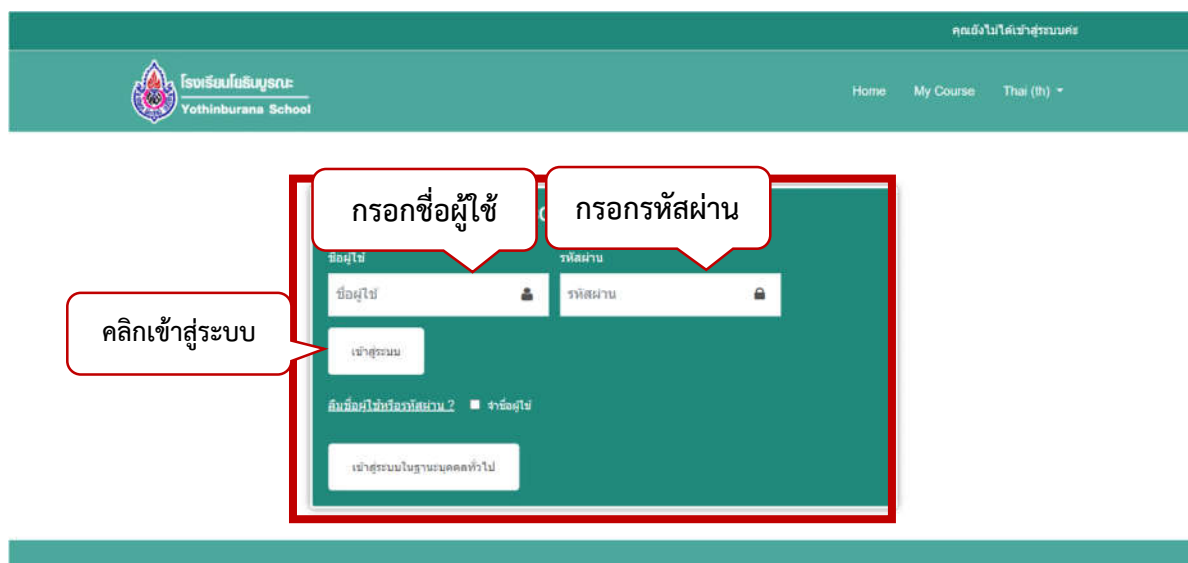 คุณยังไม่ได้เข้าสู่ระบบค่ะ
โรงเรียนโยธินบูรณะ
Yothinburana School
Home My Course Thai (th)
กรอกชื่อผู้ใช้ กรอกรหัสผ่าน
ชื่อผู้ใช้ รหัสผ่าน
ชื่อผู้ใช้ รหัสผ่าน
คลิกเข้าสู่ระบบ
เข้าสู่ระบบ
ลืมชื่อผู้ใช้หรือรหัสผ่าน ? จำชื่อผู้ใช้
เข้าสู่ระบบในฐานะบุคคลทั่วไป